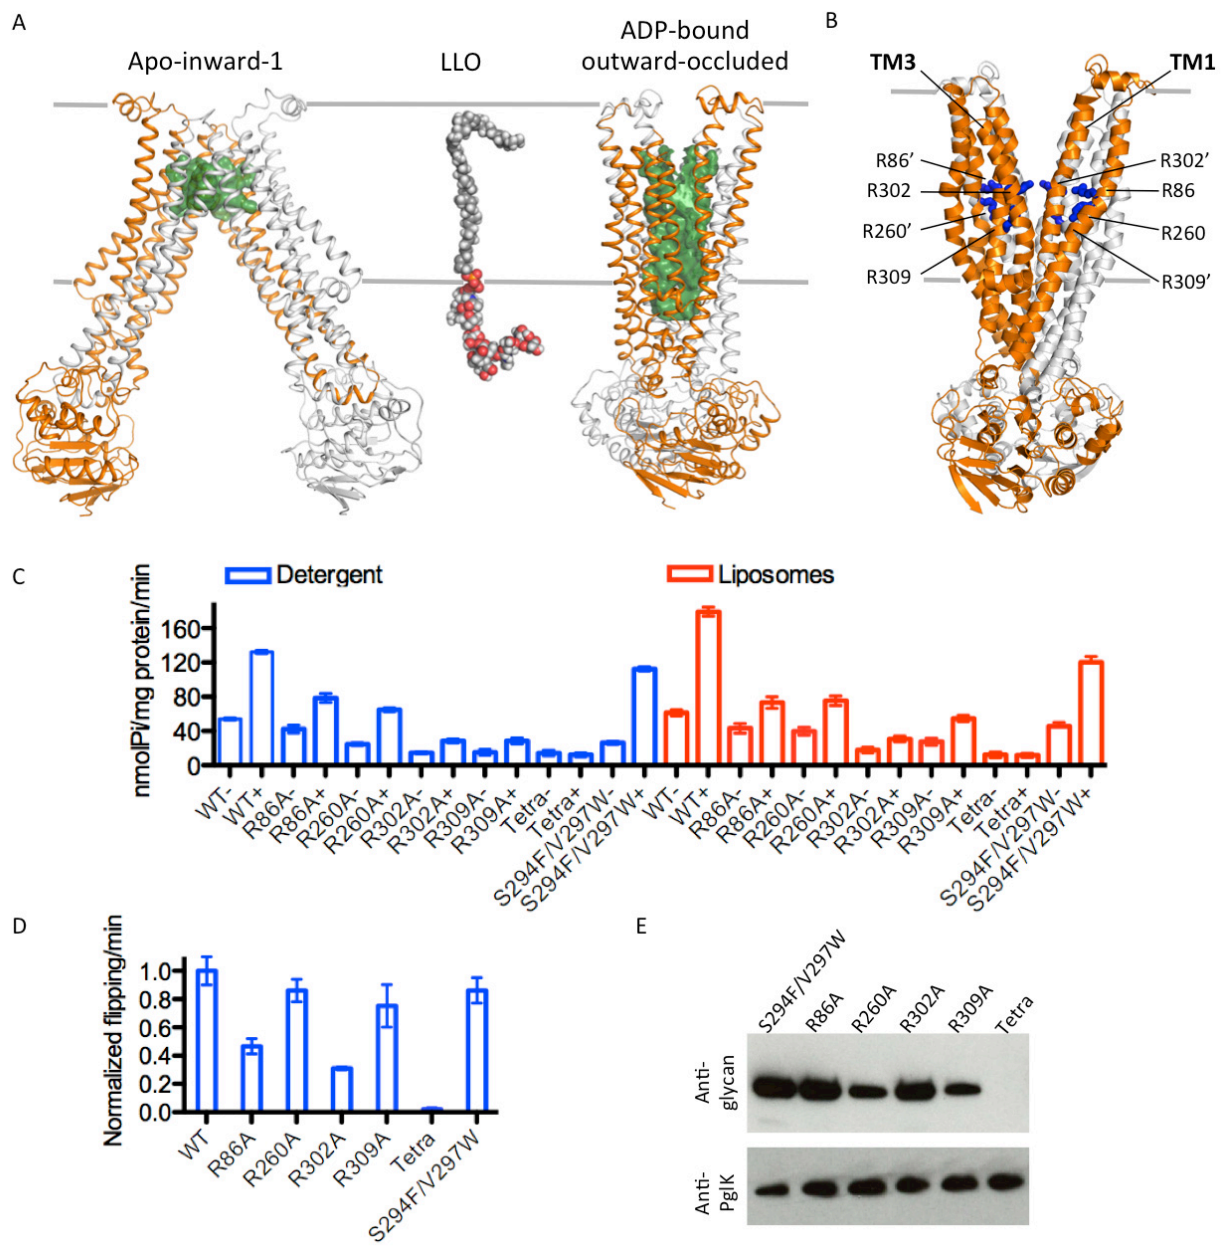 A
B
Apo-inward-1
LLO
ADP-bound
outward-occluded
TM3
TM1
R86’
R302’
R302
R86
R260’
R260
R309
R309’
C
Detergent
Liposomes
nmolPi/mg protein/min
160
120
80
40
0
WT-
WT+
R86A-
R86A+
R260A-
R260A+
R302A-
R302A+
R309A-
R309A+
Tetra-
Tetra+
S294F/V297W-
S294F/V297W+
WT-
WT+
R86A-
R86A+
R260A-
R260A+
R302A-
R302A+
R309A-
R309A+
Tetra-
Tetra+
S294F/V297W-
S294F/V297W+
D
Normalized flipping/min
1.0
0.8
0.6
0.4
0.2
0.0
WT
R86A
R260A
R302A
R309A
Tetra
S294F/V297W
E
S294F/V297W
R86A
R260A
R302A
R309A
Tetra
Anti-
glycan
Anti-
PglK